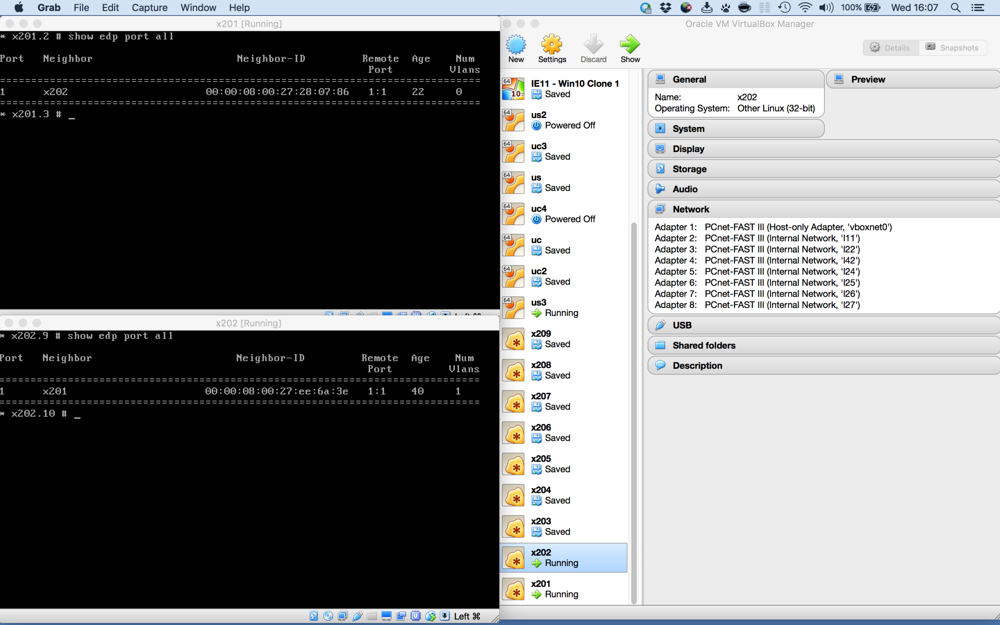 Grab File Edit Capture Window Help 100% Wed 16:07
x201 [Running]
* x201.2 # show edp port all
Port Neighbor Neighbor-ID Remote Age Num
Port Vlans
=============================================================================
1 x202 00:00:08:00:27:28:07:86 1:1 22 0
=============================================================================
* x201.3 # _
x202 [Running]
* x202.9 # show edp port all
Port Neighbor Neighbor-ID Remote Age Num
Port Vlans
=============================================================================
1 x201 00:00:08:00:27:ee:6a:3e 1:1 40 1
=============================================================================
* x202.10 # _
Left ⌘
Oracle VM VirtualBox Manager
New Settings Discard Show
Details Snapshots
64 IE11 - Win10 Clone 1
10 Saved
64 us2
Powered Off
64 uc3
Saved
64 us
Saved
64 uc4
Powered Off
64 uc
Saved
64 uc2
Saved
64 us3
Running
x209
Saved
x208
Saved
x207
Saved
x206
Saved
x205
Saved
x204
Saved
x203
Saved
x202
Running
x201
Running
General
Name: x202
Operating System: Other Linux (32-bit)
Preview
System
Display
Storage
Audio
Network
Adapter 1: PCnet-FAST III (Host-only Adapter, 'vboxnet0')
Adapter 2: PCnet-FAST III (Internal Network, 'l11')
Adapter 3: PCnet-FAST III (Internal Network, 'l22')
Adapter 4: PCnet-FAST III (Internal Network, 'l42')
Adapter 5: PCnet-FAST III (Internal Network, 'l24')
Adapter 6: PCnet-FAST III (Internal Network, 'l25')
Adapter 7: PCnet-FAST III (Internal Network, 'l26')
Adapter 8: PCnet-FAST III (Internal Network, 'l27')
USB
Shared folders
Description